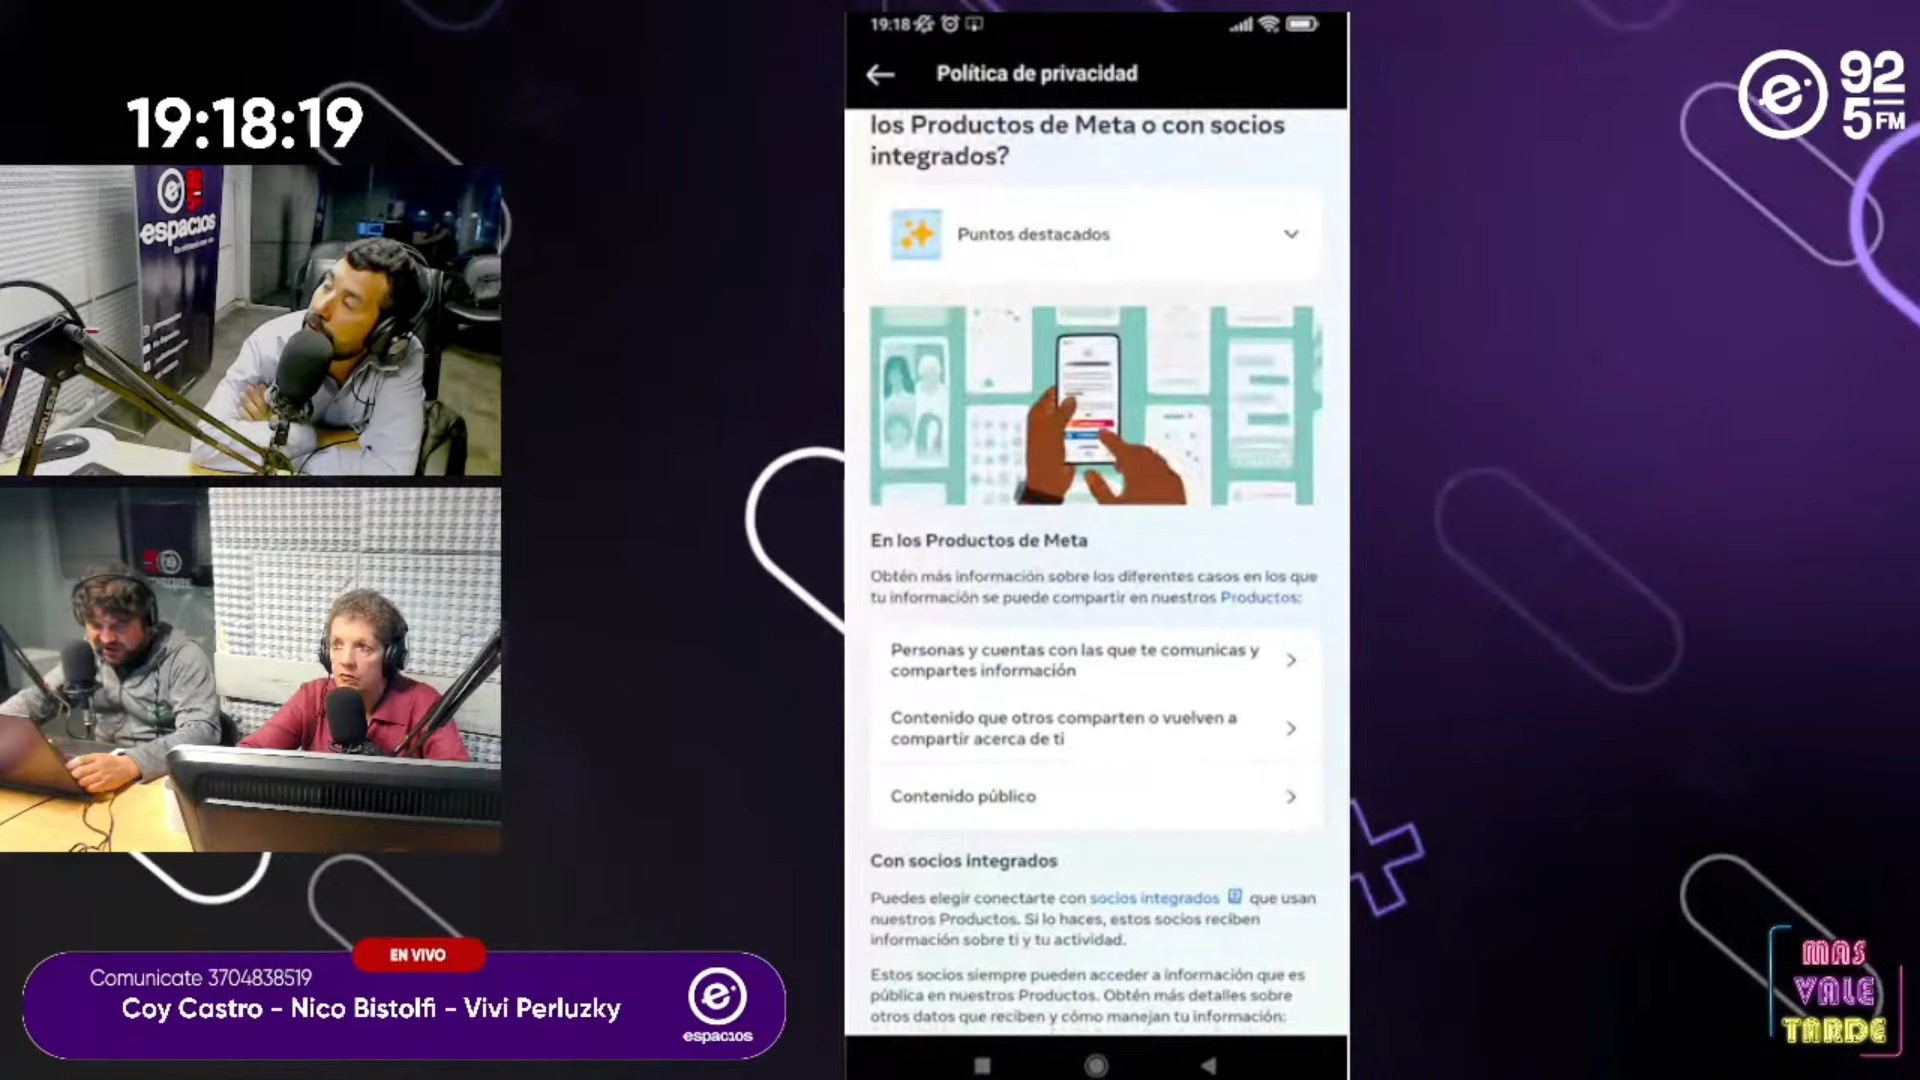 19:18:19
92
5
espacıos
EN VIVO
Comunicate 3704838519
Coy Castro - Nico Bistolfi - Vivi Perluzky
e
espacıos
19:18
Política de privacidad
los Productos de Meta o con socios
integrados?
Puntos destacados
En los Productos de Meta
Obtén más información sobre los diferentes casos en los que
tu información se puede compartir en nuestros Productos:
Personas y cuentas con las que te comunicas y
compartes información
Contenido que otros comparten o vuelven a
compartir acerca de ti
Contenido público
Con socios integrados
Puedes elegir conectarte con socios integrados que usan
nuestros Productos. Si lo haces, estos socios reciben
información sobre ti y tu actividad.
Estos socios siempre pueden acceder a información que es
pública en nuestros Productos. Obtén más detalles sobre
otros datos que reciben y cómo manejan tu información:
e
92
5FM
MAS
VALE
TARDE